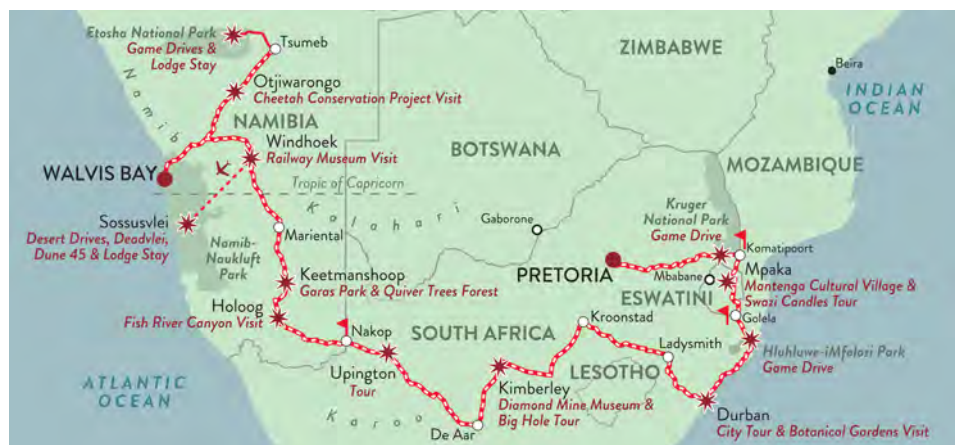 Etosha National Park
Game Drives &
Lodge Stay
Tsumeb
Otjiwarongo
Cheetah Conservation Project Visit
Namib
NAMIBIA
Windhoek
Railway Museum Visit
WALVIS BAY
Tropic of Capricorn
Sossusvlei
Desert Drives, Deadvlei,
Dune 45 & Lodge Stay
Namib-
Naukluft
Park
Mariental
Kalahari
Keetmanshoop
Garas Park & Quiver Trees Forest
Holoog
Fish River Canyon Visit
Nakop
Upington
Tour
ATLANTIC
OCEAN
Karoo
De Aar
SOUTH AFRICA
Kimberley
Diamond Mine Museum &
Big Hole Tour
Kroonstad
LESOTHO
Ladysmith
Durban
City Tour & Botanical Gardens Visit
Hluhluwe-iMfolozi Park
Game Drive
Golela
ESWATINI
Mbabane
Mpaka
Mantenga Cultural Village &
Swazi Candles Tour
Komatipoort
Kruger
National Park
Game Drive
PRETORIA
Gaborone
BOTSWANA
ZIMBABWE
MOZAMBIQUE
Beira
INDIAN
OCEAN